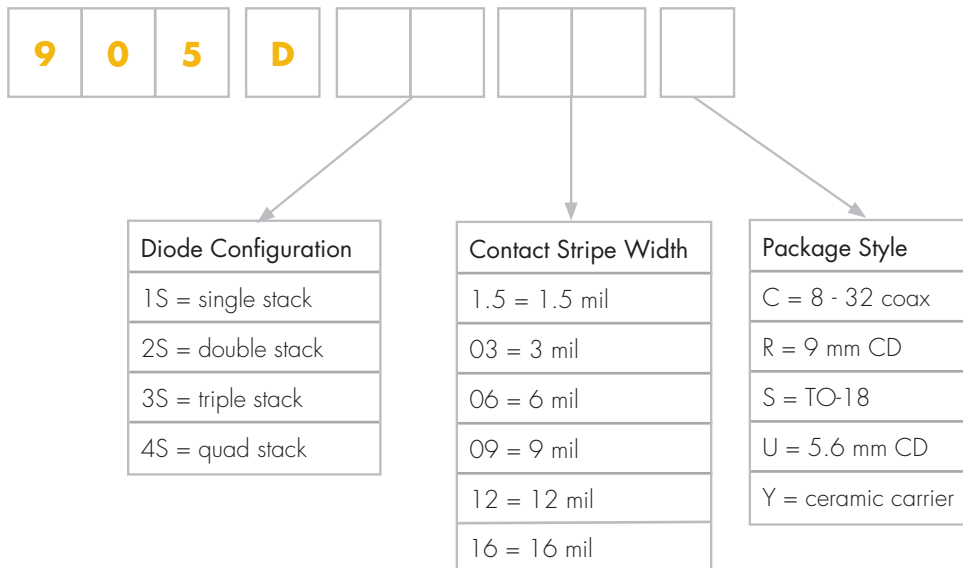 9 0 5 D
Diode Configuration
1S = single stack
2S = double stack
3S = triple stack
4S = quad stack
Contact Stripe Width
1.5 = 1.5 mil
03 = 3 mil
06 = 6 mil
09 = 9 mil
12 = 12 mil
16 = 16 mil
Package Style
C = 8 - 32 coax
R = 9 mm CD
S = TO-18
U = 5.6 mm CD
Y = ceramic carrier